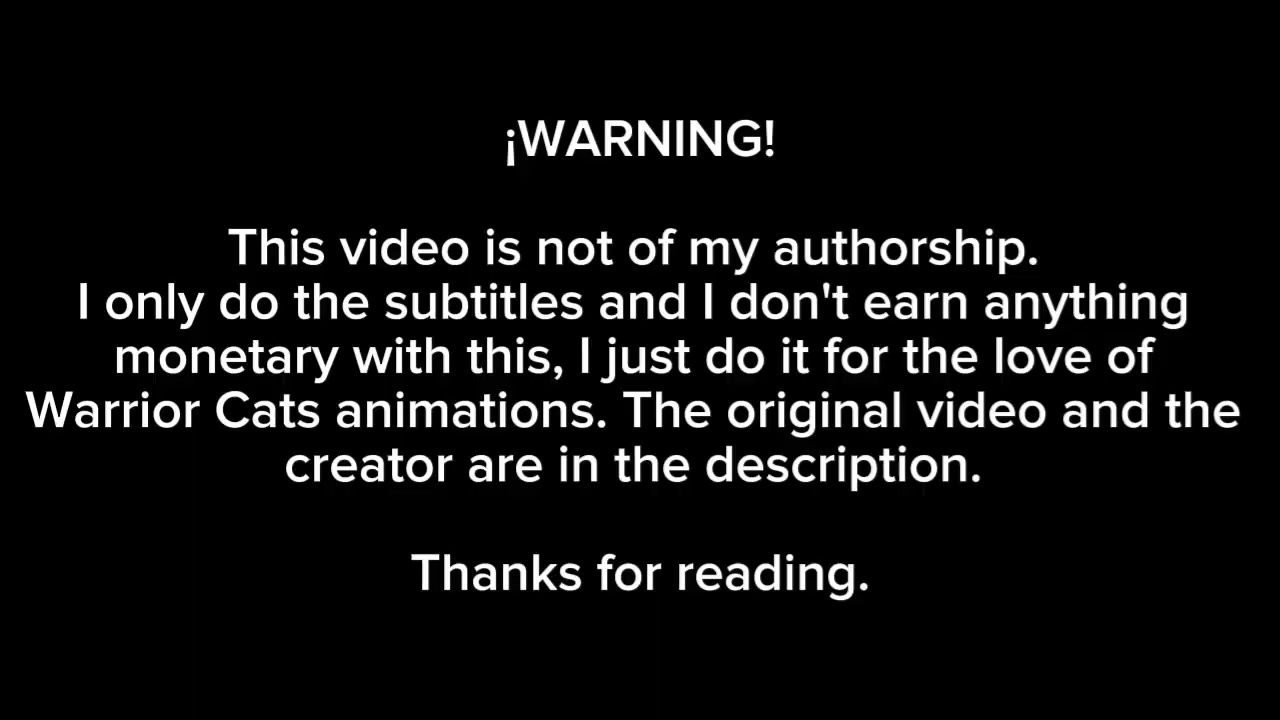 ¡WARNING!
This video is not of my authorship.
I only do the subtitles and I don't earn anything
monetary with this, I just do it for the love of
Warrior Cats animations. The original video and the
creator are in the description.
Thanks for reading.